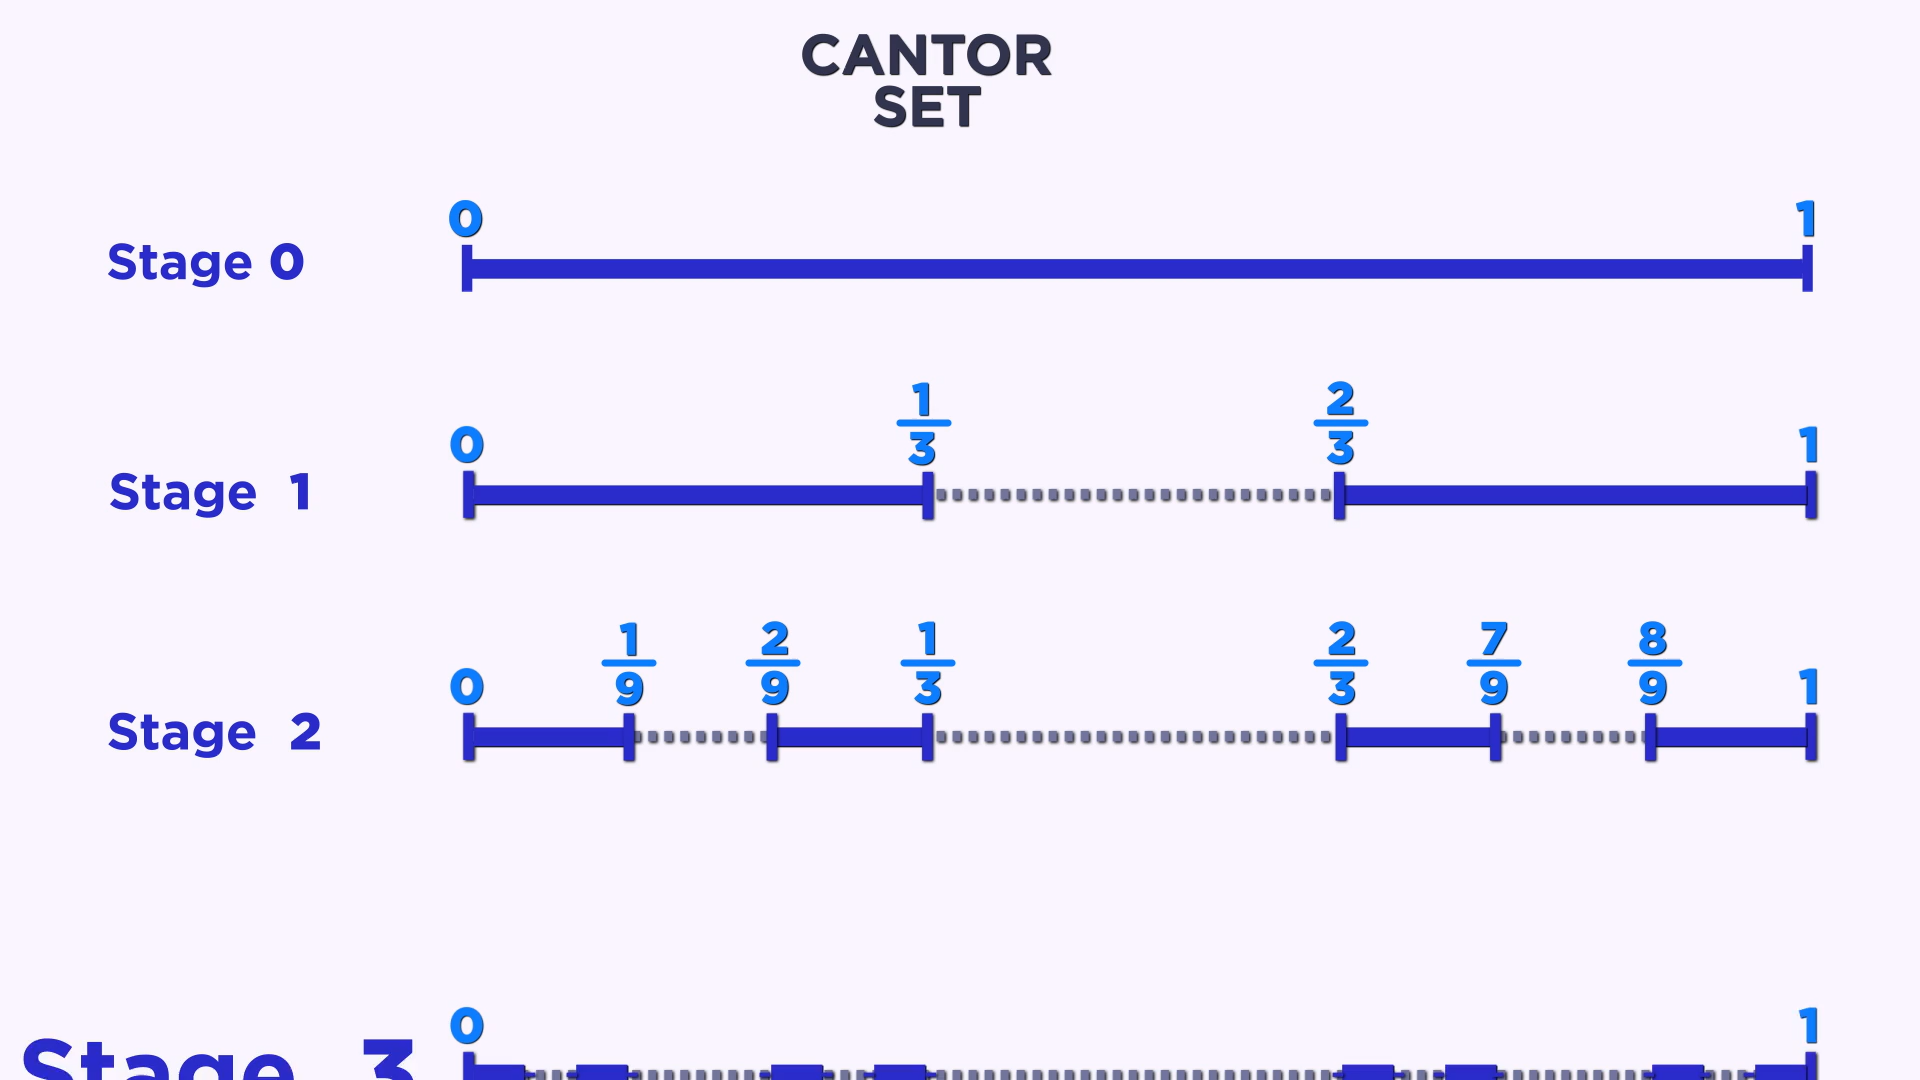 CANTOR
SET
0 1
Stage 0
1 2
3 3
0 1
Stage 1
1 2 1 2 7 8
9 9 3 3 9 9
0 1
Stage 2
0 1
Stage 3